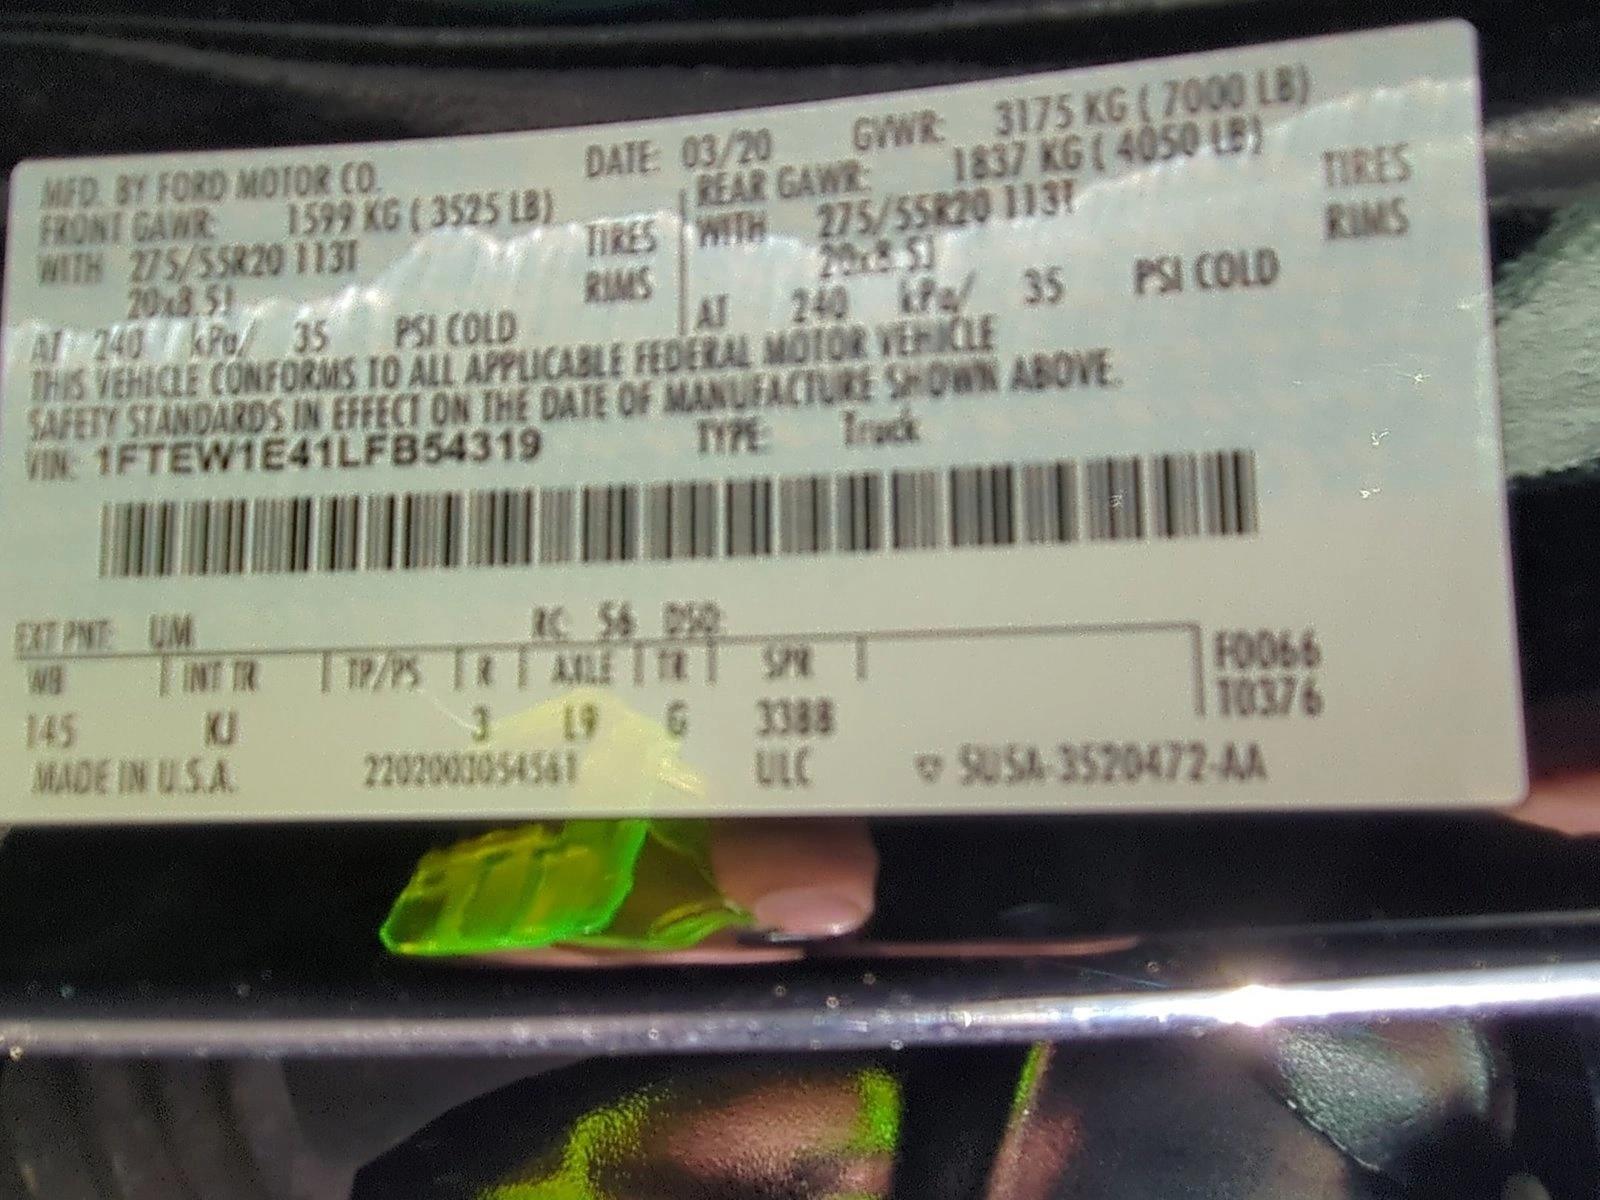 MFD. BY FORD MOTOR CO. DATE: 03/20 GVWR: 3175 KG ( 7000 LB)
FRONT GAWR: 1599 KG ( 3525 LB) REAR GAWR: 1837 KG ( 4050 LB)
WITH 275/55R20 113T TIRES WITH 275/55R20 113T TIRES
20x8.5J RIMS 20x8.5J RIMS
AT 240 kPa/ 35 PSI COLD AT 240 kPa/ 35 PSI COLD
THIS VEHICLE CONFORMS TO ALL APPLICABLE FEDERAL MOTOR VEHICLE
SAFETY STANDARDS IN EFFECT ON THE DATE OF MANUFACTURE SHOWN ABOVE.
VIN: 1FTEW1E41LFB54319 TYPE: Truck
EXT PNT: UM RC: 56 DSO:
WB INT TR TP/PS R AXLE TR SPR F0066
145 KJ 3 L9 G 33BB T0376
MADE IN U.S.A. 2202003054561 ULC SU5A-3520472-AA